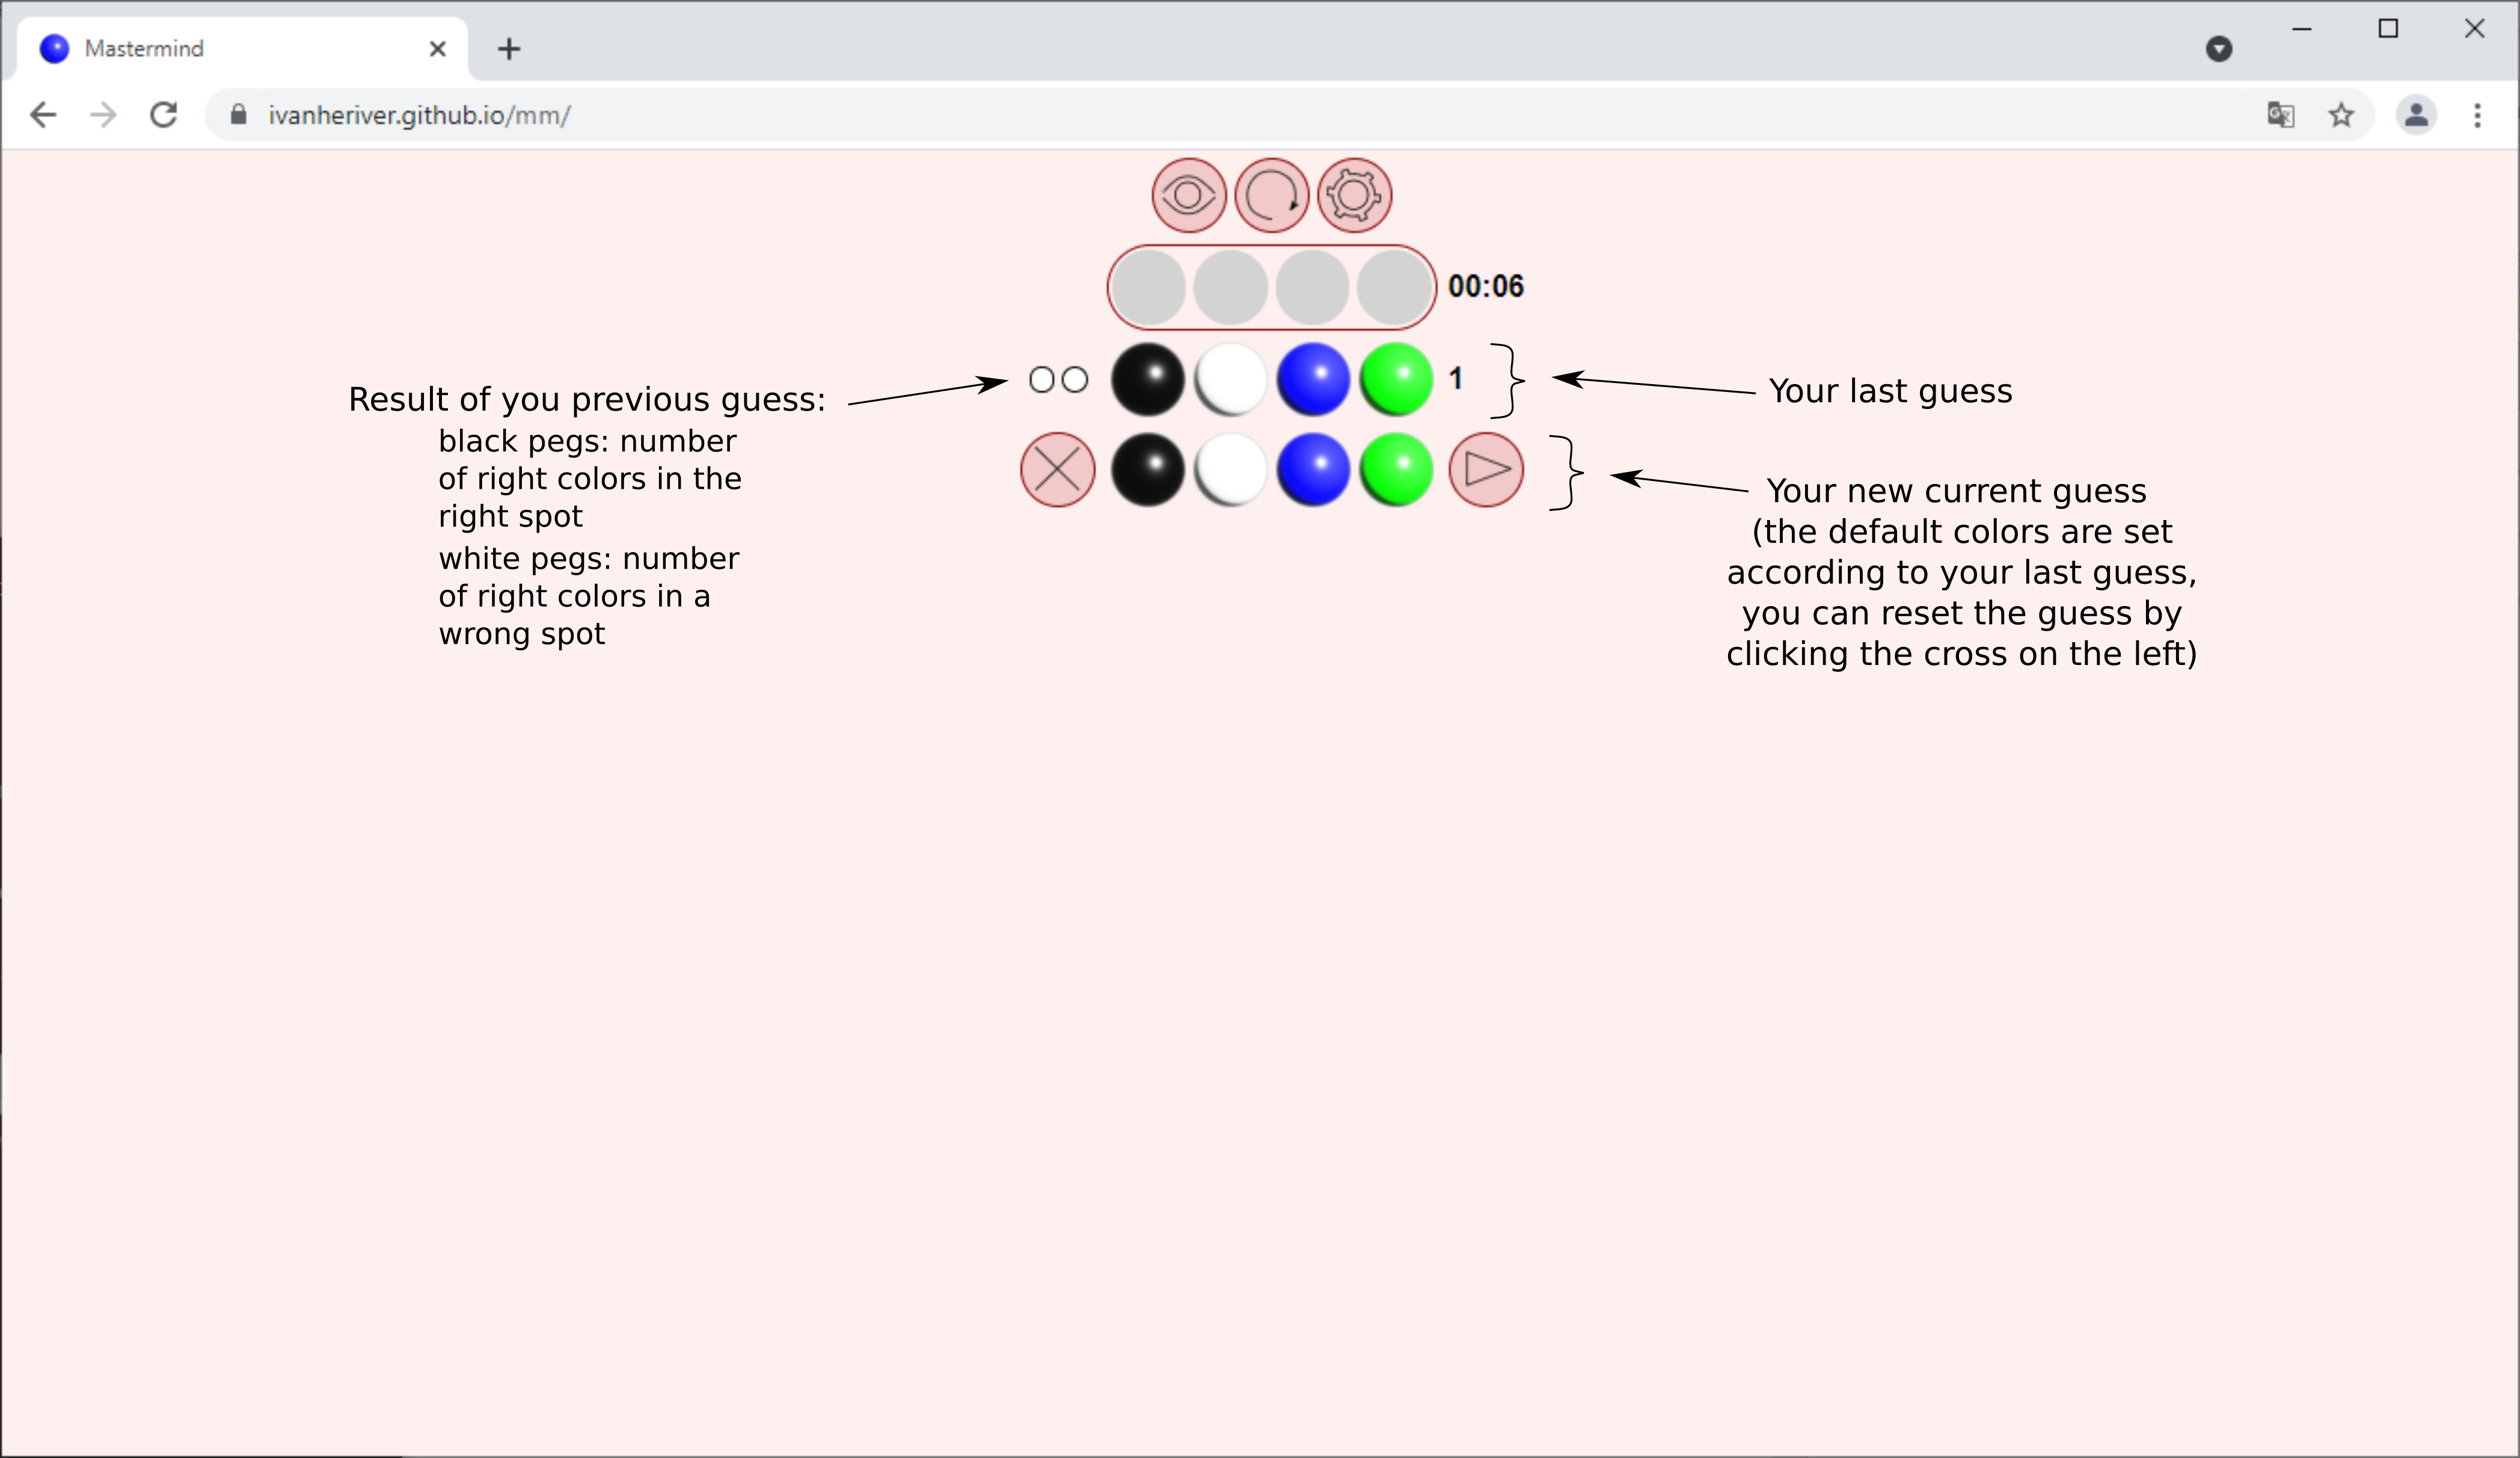 Mastermind
ivanheriver.github.io/mm/
00:06
1
Result of you previous guess:
black pegs: number
of right colors in the
right spot
white pegs: number
of right colors in a
wrong spot
Your last guess
Your new current guess
(the default colors are set
according to your last guess,
you can reset the guess by
clicking the cross on the left)